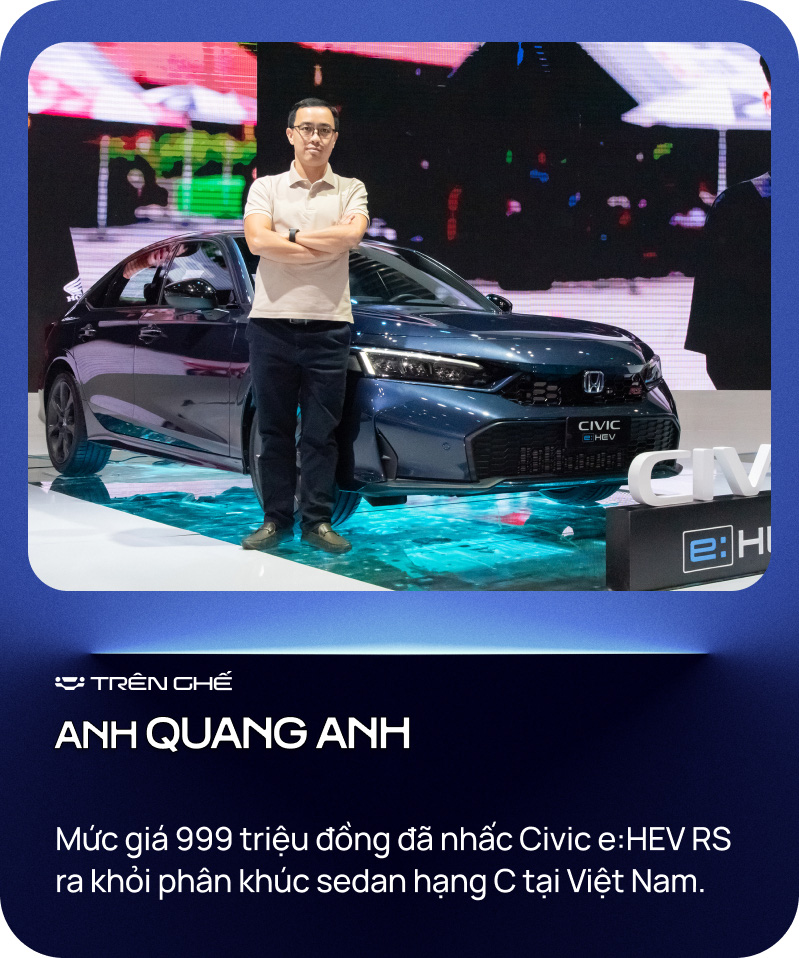 CIVIC
e:HEV
CIV
e:H
TRÊN GHẾ
ANH QUANG ANH
Mức giá 999 triệu đồng đã nhấc Civic e:HEV RS
ra khỏi phân khúc sedan hạng C tại Việt Nam.